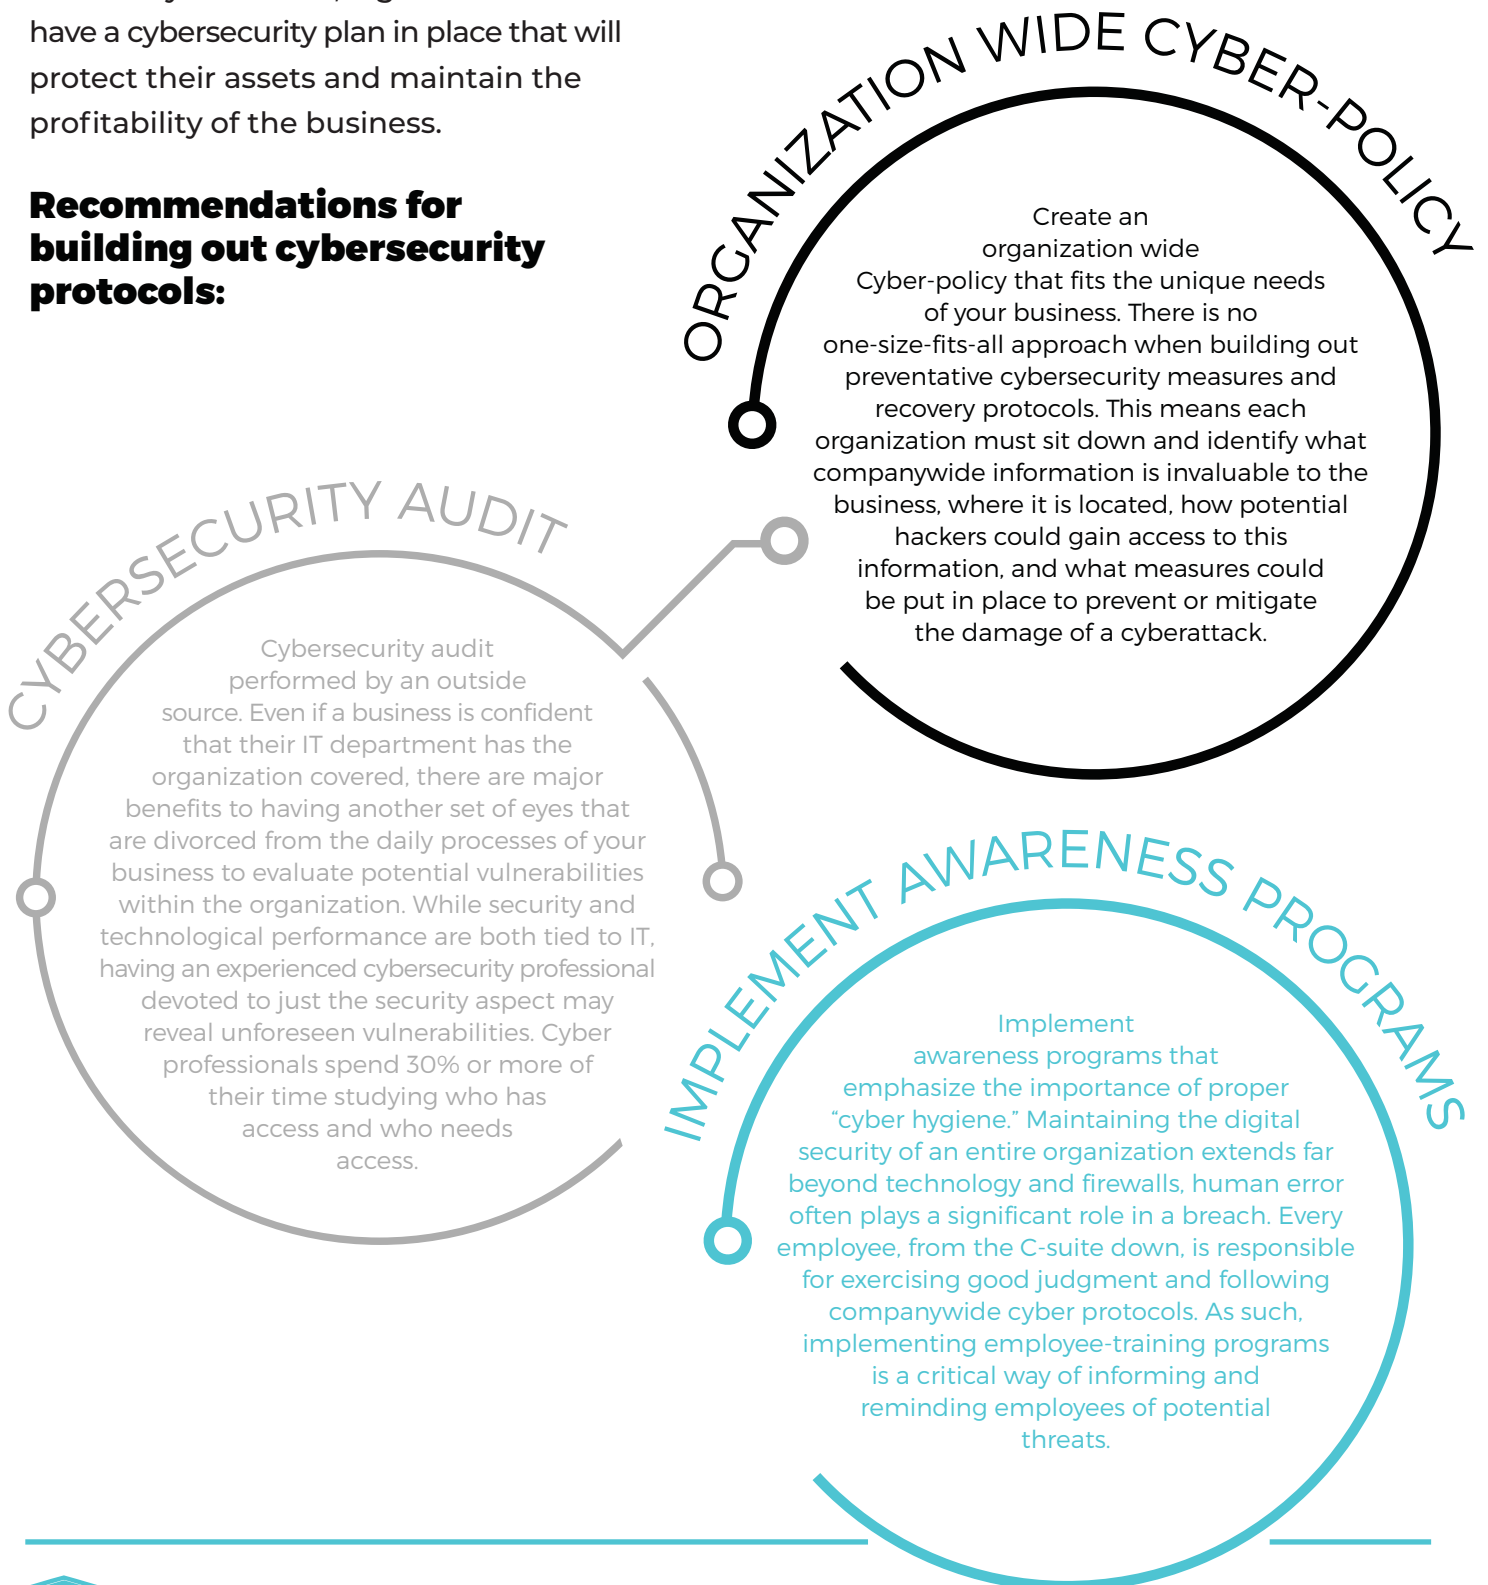 have a cybersecurity plan in place that will
protect their assets and maintain the
profitability of the business.
Recommendations for
building out cybersecurity
protocols:
ORGANIZATION WIDE CYBER-POLICY
Create an
organization wide
Cyber-policy that fits the unique needs
of your business. There is no
one-size-fits-all approach when building out
preventative cybersecurity measures and
recovery protocols. This means each
organization must sit down and identify what
companywide information is invaluable to the
business, where it is located, how potential
hackers could gain access to this
information, and what measures could
be put in place to prevent or mitigate
the damage of a cyberattack.
CYBERSECURITY AUDIT
Cybersecurity audit
performed by an outside
source. Even if a business is confident
that their IT department has the
organization covered, there are major
benefits to having another set of eyes that
are divorced from the daily processes of your
business to evaluate potential vulnerabilities
within the organization. While security and
technological performance are both tied to IT,
having an experienced cybersecurity professional
devoted to just the security aspect may
reveal unforeseen vulnerabilities. Cyber
professionals spend 30% or more of
their time studying who has
access and who needs
access.
IMPLEMENT AWARENESS PROGRAMS
Implement
awareness programs that
emphasize the importance of proper
“cyber hygiene.” Maintaining the digital
security of an entire organization extends far
beyond technology and firewalls, human error
often plays a significant role in a breach. Every
employee, from the C-suite down, is responsible
for exercising good judgment and following
companywide cyber protocols. As such,
implementing employee-training programs
is a critical way of informing and
reminding employees of potential
threats.